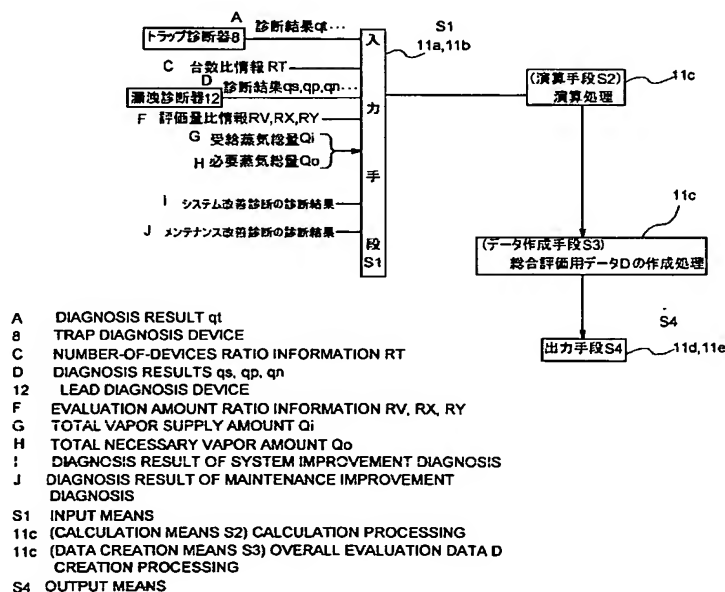 A
診断結果qt・・・
トラップ診断器8
C 台数比情報 RT
D
診断結果qs,qp,qn・・・
漏洩診断器12
F 評価量比情報RV,RX,RY
G 受給蒸気総量Qi
H 必要蒸気総量Qo
I システム改善診断の診断結果
J メンテナンス改善診断の診断結果
入力手段S1
S1
11a,11b
(演算手段S2)
演算処理
11c
11c
(データ作成手段S3)
総合評価用データDの作成処理
S4
出力手段S4
11d,11e
A DIAGNOSIS RESULT qt
8 TRAP DIAGNOSIS DEVICE
C NUMBER-OF-DEVICES RATIO INFORMATION RT
D DIAGNOSIS RESULTS qs, qp, qn
12 LEAD DIAGNOSIS DEVICE
F EVALUATION AMOUNT RATIO INFORMATION RV, RX, RY
G TOTAL VAPOR SUPPLY AMOUNT Qi
H TOTAL NECESSARY VAPOR AMOUNT Qo
I DIAGNOSIS RESULT OF SYSTEM IMPROVEMENT DIAGNOSIS
J DIAGNOSIS RESULT OF MAINTENANCE IMPROVEMENT
DIAGNOSIS
S1 INPUT MEANS
11c (CALCULATION MEANS S2) CALCULATION PROCESSING
11c (DATA CREATION MEANS S3) OVERALL EVALUATION DATA D
CREATION PROCESSING
S4 OUTPUT MEANS